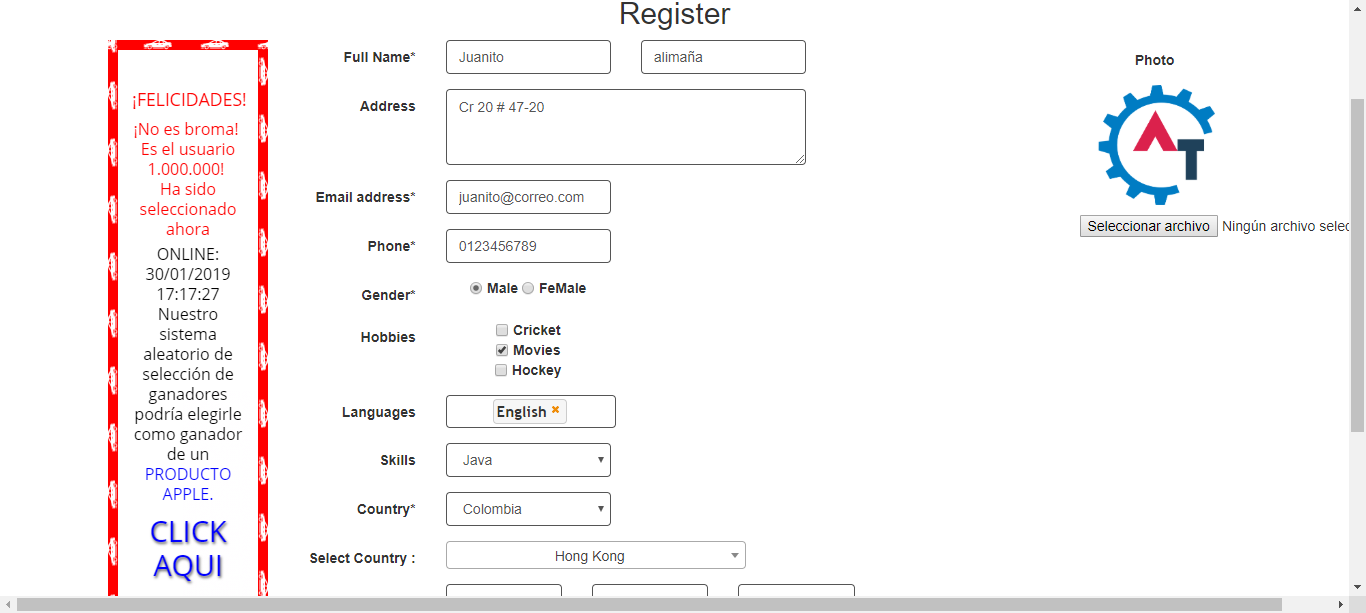 Register
¡FELICIDADES!
¡No es broma!
Es el usuario
1.000.000!
Ha sido
seleccionado
ahora
ONLINE:
30/01/2019
17:17:27
Nuestro
sistema
aleatorio de
selección de
ganadores
podría elegirle
como ganador
de un
PRODUCTO
APPLE.
CLICK
AQUI
Full Name* Juanito alimaña
Address Cr 20 # 47-20
Email address* juanito@correo.com
Phone* 0123456789
Gender* Male FeMale
Hobbies Cricket
Movies
Hockey
Languages English
Skills Java
Country* Colombia
Select Country : Hong Kong
Photo
AT
Seleccionar archivo Ningún archivo selec